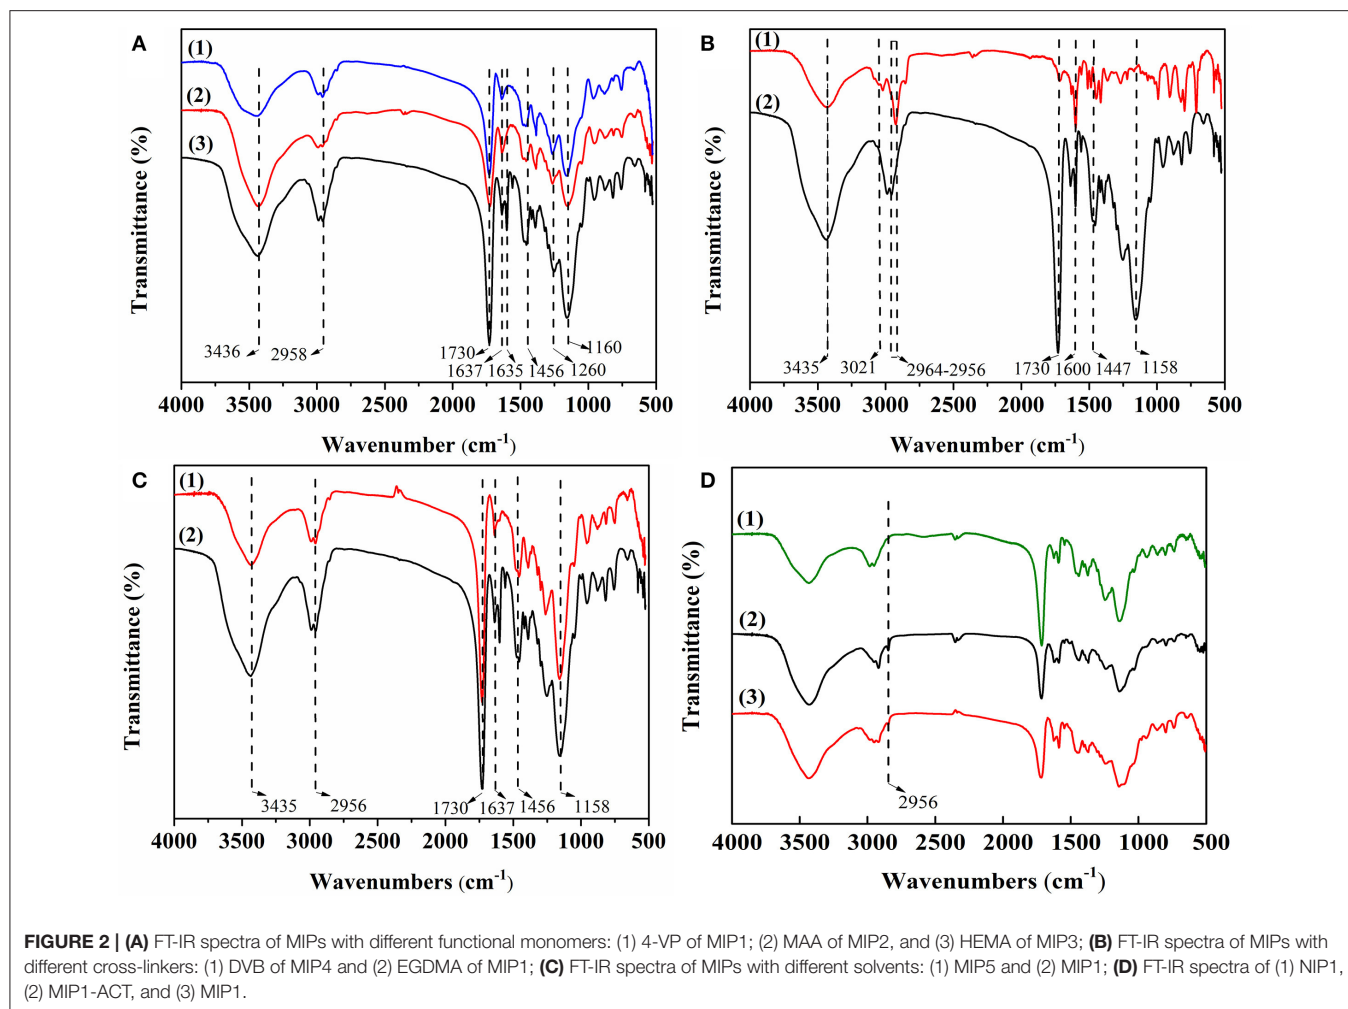 A
(1)
(2)
(3)
3436
2958
1730
1637
1635
1456
1260
1160
4000 3500 3000 2500 2000 1500 1000 500
Wavenumber (cm-1)
Transmittance (%)
B
(1)
(2)
3435
3021
2964-2956
1730
1600
1447
1158
4000 3500 3000 2500 2000 1500 1000 500
Wavenumber (cm-1)
Transmittance (%)
C
(1)
(2)
3435
2956
1730
1637
1456
1158
4000 3500 3000 2500 2000 1500 1000 500
Wavenumbers (cm-1)
Transmittance (%)
D
(1)
(2)
(3)
2956
4000 3500 3000 2500 2000 1500 1000 500
Wavenumbers (cm-1)
Transmittance (%)
FIGURE 2 | (A) FT-IR spectra of MIPs with different functional monomers: (1) 4-VP of MIP1; (2) MAA of MIP2, and (3) HEMA of MIP3; (B) FT-IR spectra of MIPs with
different cross-linkers: (1) DVB of MIP4 and (2) EGDMA of MIP1; (C) FT-IR spectra of MIPs with different solvents: (1) MIP5 and (2) MIP1; (D) FT-IR spectra of (1) NIP1,
(2) MIP1-ACT, and (3) MIP1.